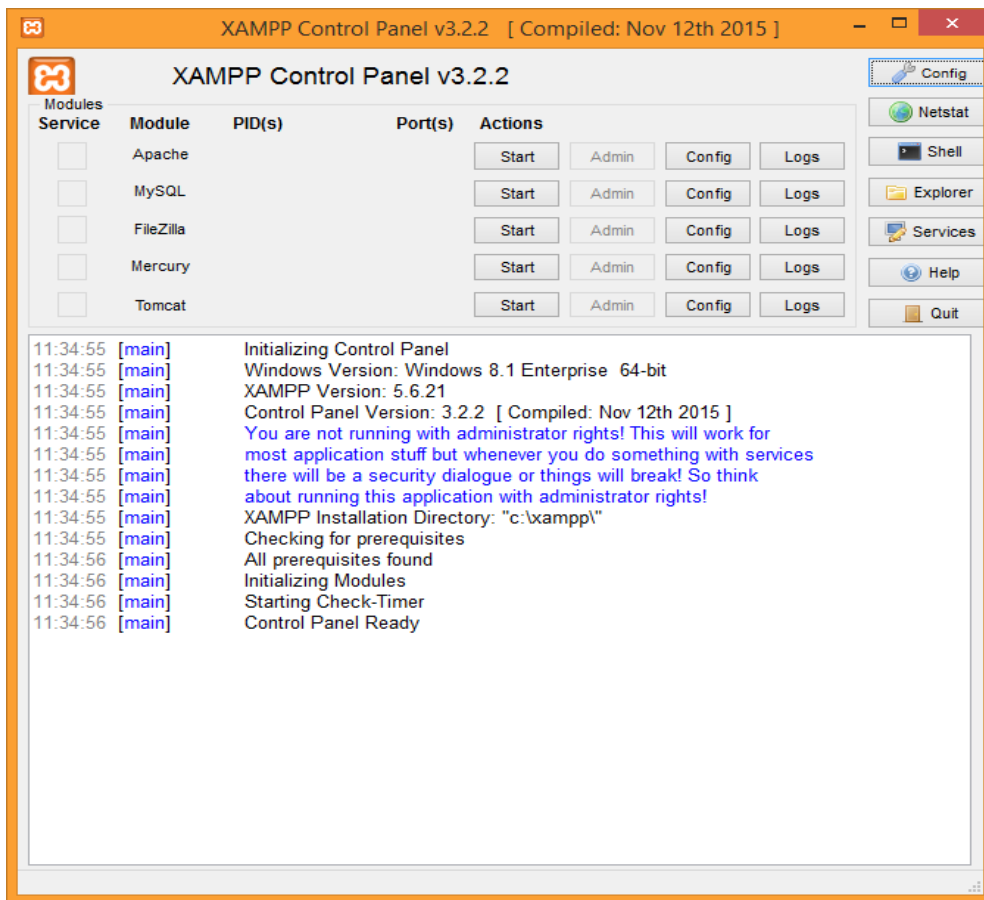 XAMPP Control Panel v3.2.2 [ Compiled: Nov 12th 2015 ]
XAMPP Control Panel v3.2.2
Config
Modules
Service Module PID(s) Port(s) Actions
Netstat
Apache Start Admin Config Logs
Shell
MySQL Start Admin Config Logs
Explorer
FileZilla Start Admin Config Logs
Services
Mercury Start Admin Config Logs
Help
Tomcat Start Admin Config Logs
Quit
11:34:55 [main] Initializing Control Panel
11:34:55 [main] Windows Version: Windows 8.1 Enterprise 64-bit
11:34:55 [main] XAMPP Version: 5.6.21
11:34:55 [main] Control Panel Version: 3.2.2 [ Compiled: Nov 12th 2015 ]
11:34:55 [main] You are not running with administrator rights! This will work for
11:34:55 [main] most application stuff but whenever you do something with services
11:34:55 [main] there will be a security dialogue or things will break! So think
11:34:55 [main] about running this application with administrator rights!
11:34:55 [main] XAMPP Installation Directory: "c:\xampp\"
11:34:55 [main] Checking for prerequisites
11:34:56 [main] All prerequisites found
11:34:56 [main] Initializing Modules
11:34:56 [main] Starting Check-Timer
11:34:56 [main] Control Panel Ready